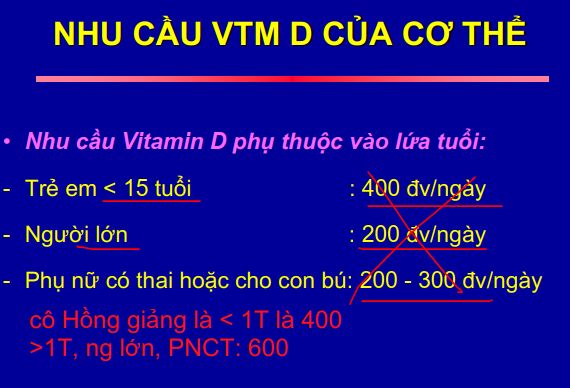 NHU CẦU VTM D CỦA CƠ THỂ
• Nhu cầu Vitamin D phụ thuộc vào lứa tuổi:
- Trẻ em < 15 tuổi : 400 đv/ngày
- Người lớn : 200 đv/ngày
- Phụ nữ có thai hoặc cho con bú: 200 - 300 đv/ngày
cô Hồng giảng là < 1T là 400
>1T, ng lớn, PNCT: 600